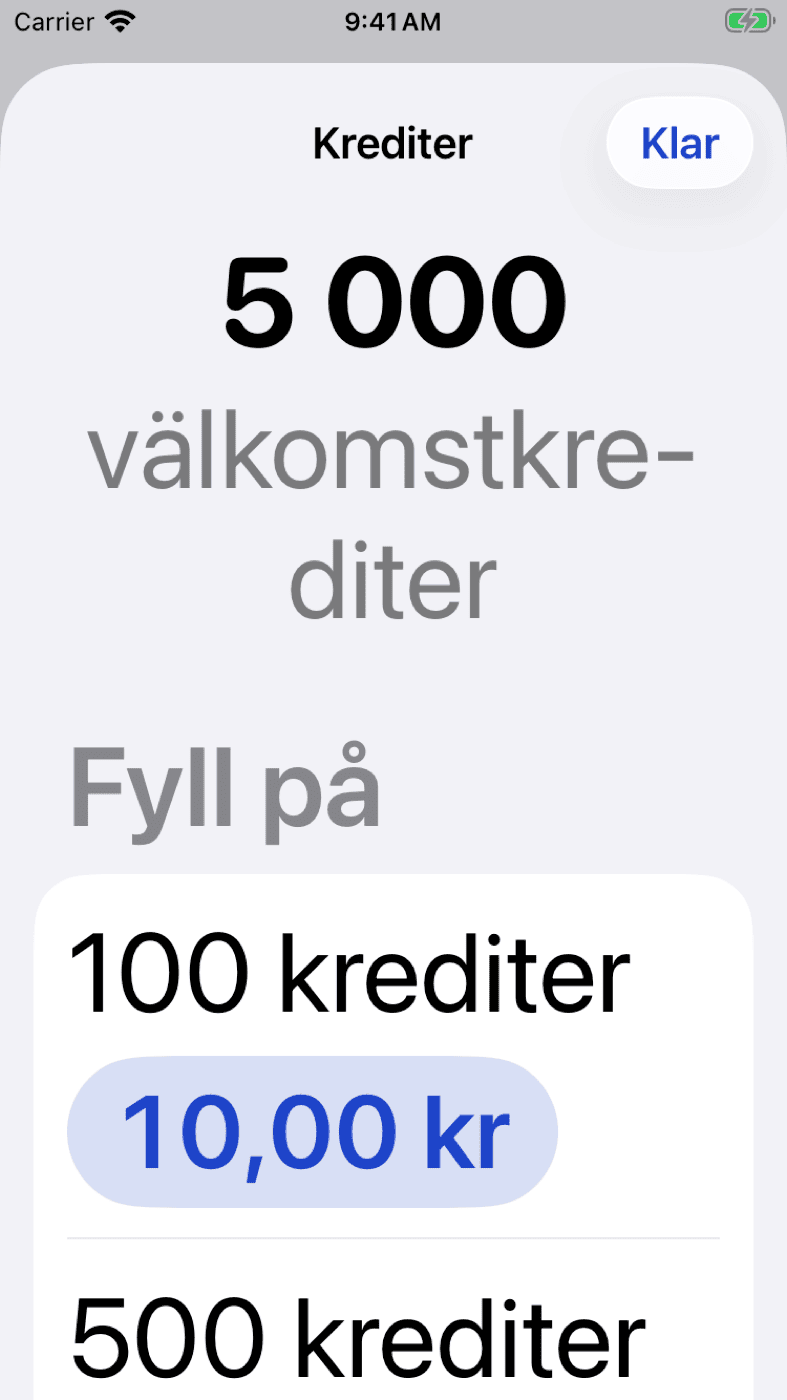 Carrier 9:41 AM
Krediter Klar
5 000
välkomstkre-
diter
Fyll på
100 krediter
10,00 kr
500 krediter